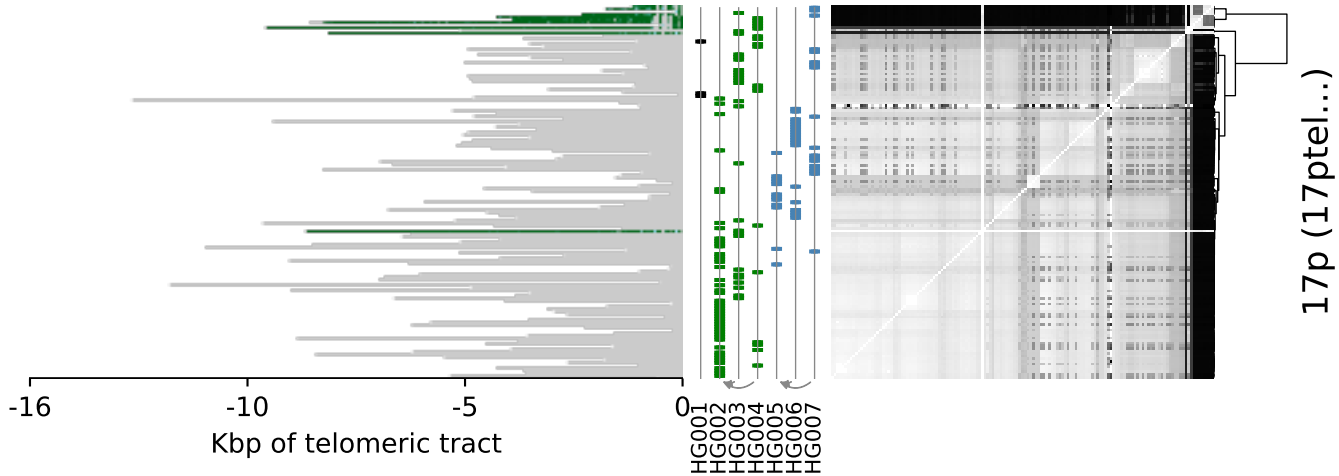 -16 -10 -5 0
Kbp of telomeric tract
HG001
HG002
HG003
HG004
HG005
HG006
HG007
17p (17ptel...)